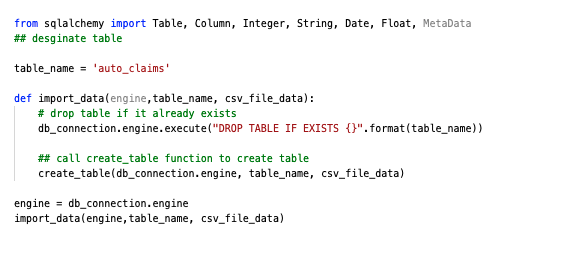 from sqlalchemy import Table, Column, Integer, String, Date, Float, MetaData
## desginate table
table_name = 'auto_claims'
def import_data(engine,table_name, csv_file_data):
# drop table if it already exists
db_connection.engine.execute("DROP TABLE IF EXISTS {}".format(table_name))
## call create_table function to create table
create_table(db_connection.engine, table_name, csv_file_data)
engine = db_connection.engine
import_data(engine,table_name, csv_file_data)